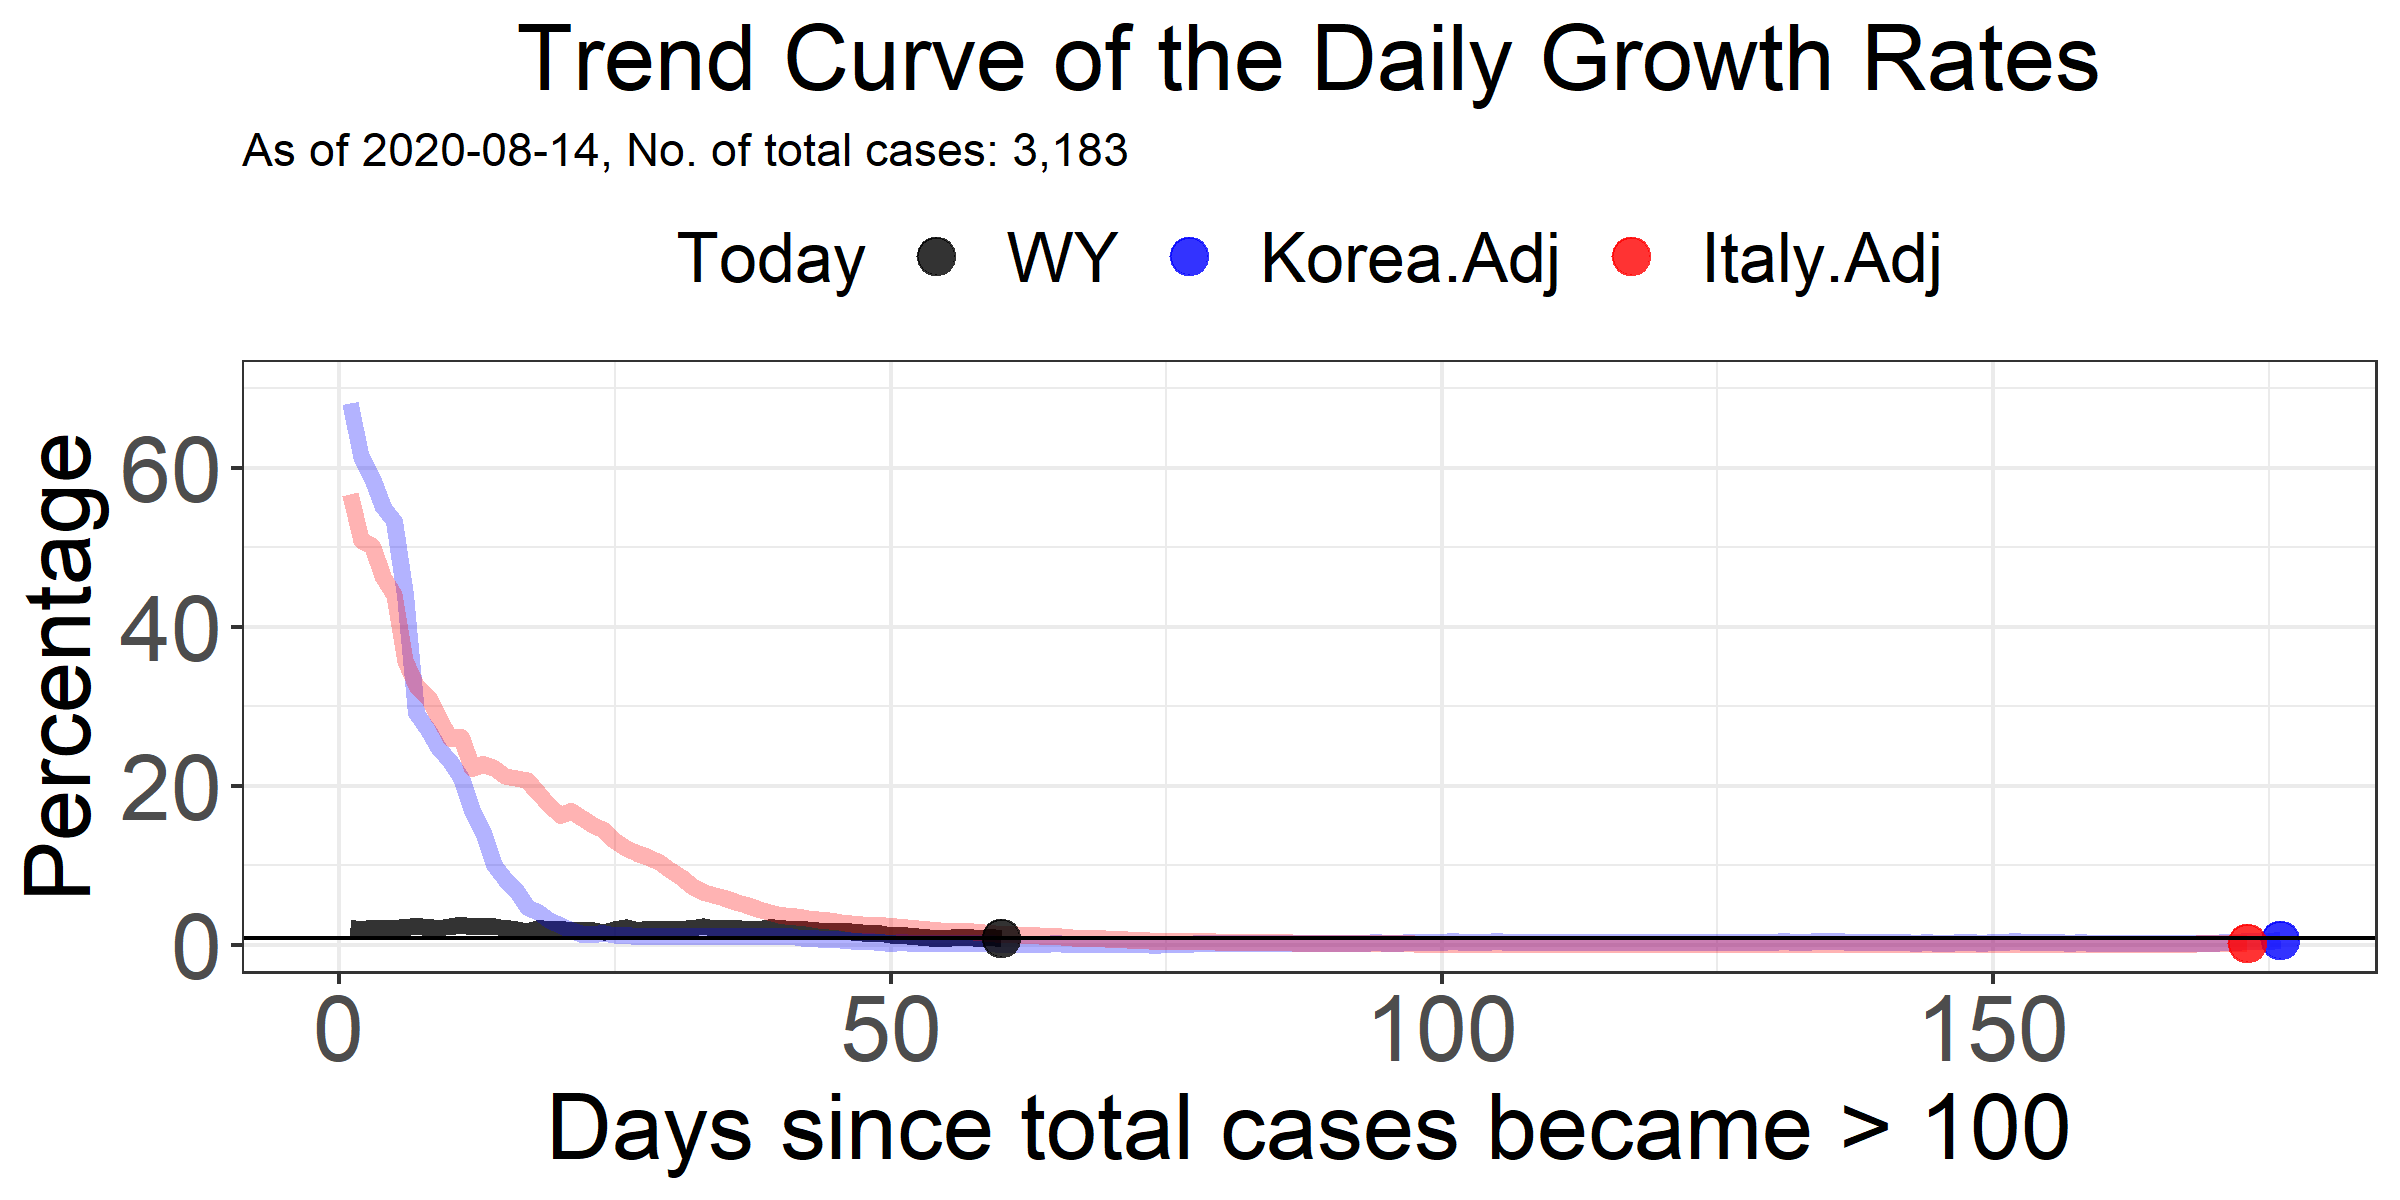 Trend Curve of the Daily Growth Rates
As of 2020-08-14, No. of total cases: 3,183
Today WY Korea.Adj Italy.Adj
Percentage
60
40
20
0
0 50 100 150
Days since total cases became > 100